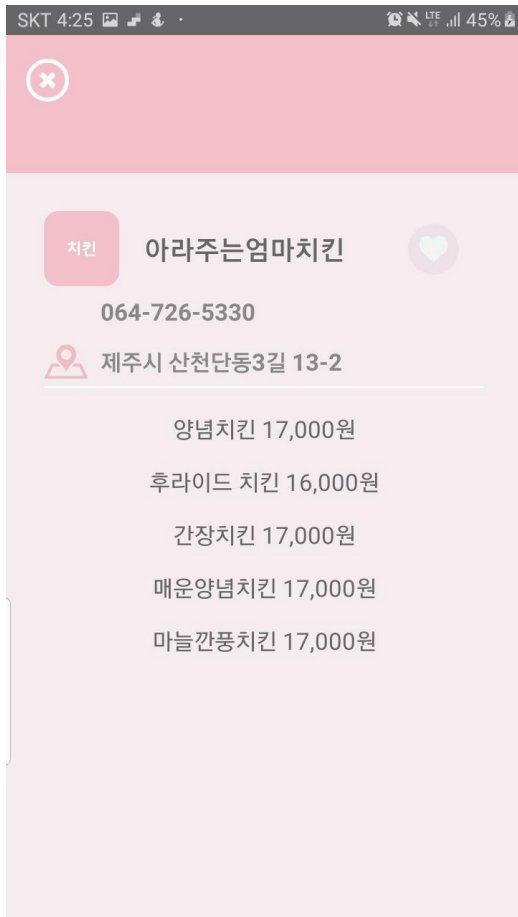 SKT 4:25 LTE 45%
치킨 아라주는엄마치킨
064-726-5330
제주시 산천단동3길 13-2
양념치킨 17,000원
후라이드 치킨 16,000원
간장치킨 17,000원
매운양념치킨 17,000원
마늘깐풍치킨 17,000원